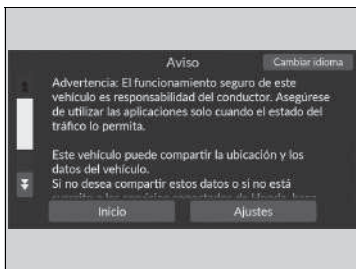 Aviso
Cambiar idioma
Advertencia: El funcionamiento seguro de este
vehículo es responsabilidad del conductor. Asegúrese
de utilizar las aplicaciones solo cuando el estado del
tráfico lo permita.
Este vehículo puede compartir la ubicación y los
datos del vehículo.
Si no desea compartir estos datos o si no está
Inicio
Ajustes